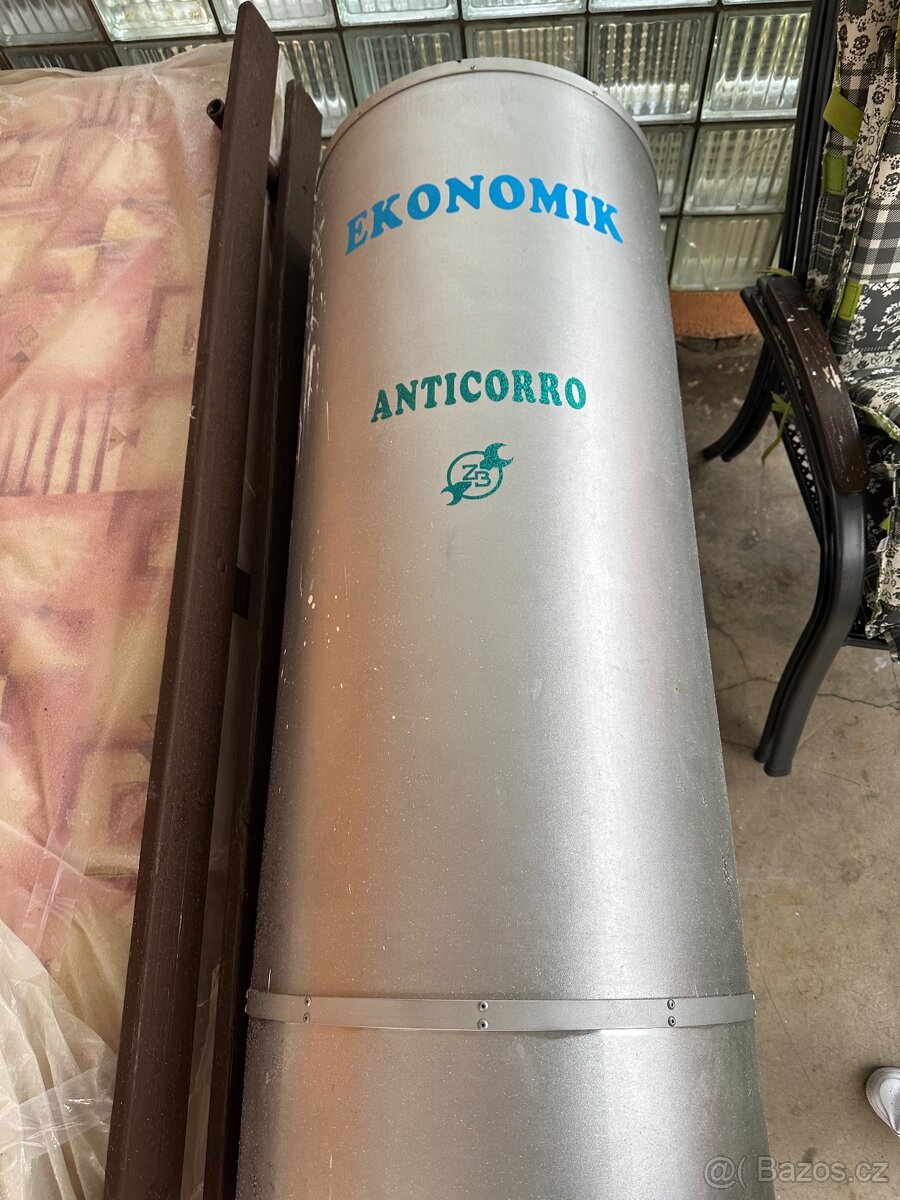 EKONOMIK
ANTICORRO
ZB
@( Bazos.cz